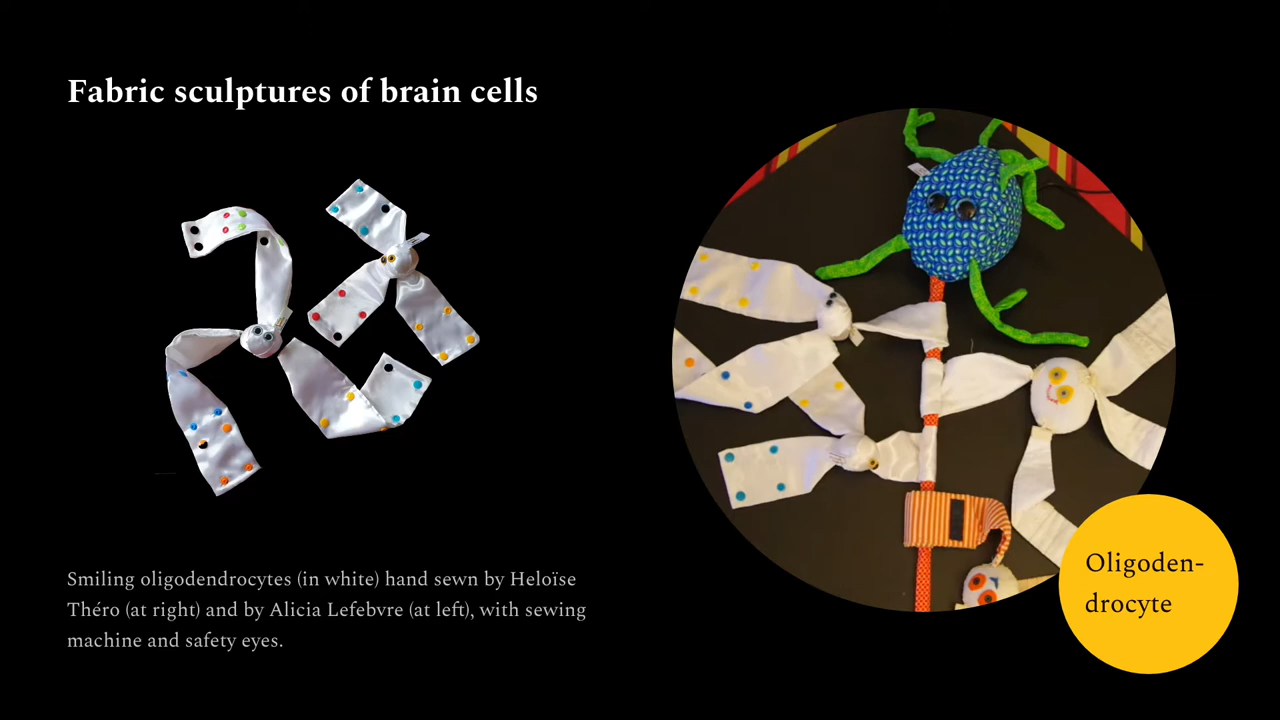 Fabric sculptures of brain cells
Smiling oligodendrocytes (in white) hand sewn by Heloïse
Théro (at right) and by Alicia Lefebvre (at left), with sewing
machine and safety eyes.
Oligoden-
drocyte